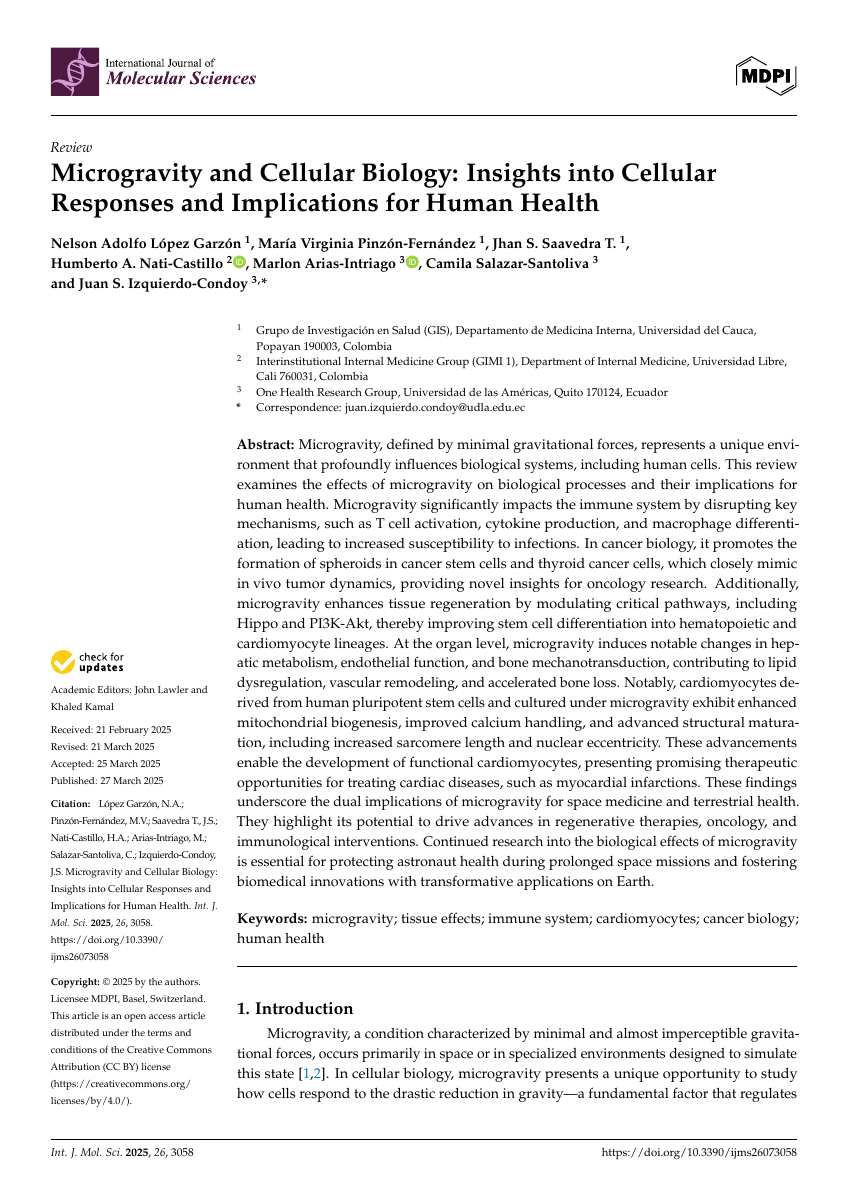 International Journal of
Molecular Sciences
MDPI
Review
Microgravity and Cellular Biology: Insights into Cellular
Responses and Implications for Human Health
Nelson Adolfo López Garzón 1, María Virginia Pinzón-Fernández 1, Jhan S. Saavedra T. 1,
Humberto A. Nati-Castillo 2 iD, Marlon Arias-Intriago 3 iD, Camila Salazar-Santoliva 3
and Juan S. Izquierdo-Condoy 3,*
1 Grupo de Investigación en Salud (GIS), Departamento de Medicina Interna, Universidad del Cauca,
Popayan 190003, Colombia
2 Interinstitutional Internal Medicine Group (GIMI 1), Department of Internal Medicine, Universidad Libre,
Cali 760031, Colombia
3 One Health Research Group, Universidad de las Américas, Quito 170124, Ecuador
* Correspondence: juan.izquierdo.condoy@udla.edu.ec
Abstract: Microgravity, defined by minimal gravitational forces, represents a unique envi-
ronment that profoundly influences biological systems, including human cells. This review
examines the effects of microgravity on biological processes and their implications for
human health. Microgravity significantly impacts the immune system by disrupting key
mechanisms, such as T cell activation, cytokine production, and macrophage differenti-
ation, leading to increased susceptibility to infections. In cancer biology, it promotes the
formation of spheroids in cancer stem cells and thyroid cancer cells, which closely mimic
in vivo tumor dynamics, providing novel insights for oncology research. Additionally,
microgravity enhances tissue regeneration by modulating critical pathways, including
Hippo and PI3K-Akt, thereby improving stem cell differentiation into hematopoietic and
cardiomyocyte lineages. At the organ level, microgravity induces notable changes in hep-
atic metabolism, endothelial function, and bone mechanotransduction, contributing to lipid
dysregulation, vascular remodeling, and accelerated bone loss. Notably, cardiomyocytes de-
rived from human pluripotent stem cells and cultured under microgravity exhibit enhanced
mitochondrial biogenesis, improved calcium handling, and advanced structural matura-
tion, including increased sarcomere length and nuclear eccentricity. These advancements
enable the development of functional cardiomyocytes, presenting promising therapeutic
opportunities for treating cardiac diseases, such as myocardial infarctions. These findings
underscore the dual implications of microgravity for space medicine and terrestrial health.
They highlight its potential to drive advances in regenerative therapies, oncology, and
immunological interventions. Continued research into the biological effects of microgravity
is essential for protecting astronaut health during prolonged space missions and fostering
biomedical innovations with transformative applications on Earth.
Keywords: microgravity; tissue effects; immune system; cardiomyocytes; cancer biology;
human health
check for
updates
Academic Editors: John Lawler and
Khaled Kamal
Received: 21 February 2025
Revised: 21 March 2025
Accepted: 25 March 2025
Published: 27 March 2025
Citation: López Garzón, N.A.;
Pinzón-Fernández, M.V.; Saavedra T., J.S.;
Nati-Castillo, H.A.; Arias-Intriago, M.;
Salazar-Santoliva, C.; Izquierdo-Condoy,
J.S. Microgravity and Cellular Biology:
Insights into Cellular Responses and
Implications for Human Health. Int. J.
Mol. Sci. 2025, 26, 3058.
https://doi.org/10.3390/
ijms26073058
Copyright: © 2025 by the authors.
Licensee MDPI, Basel, Switzerland.
This article is an open access article
distributed under the terms and
conditions of the Creative Commons
Attribution (CC BY) license
(https://creativecommons.org/
licenses/by/4.0/).
1. Introduction
Microgravity, a condition characterized by minimal and almost imperceptible gravita-
tional forces, occurs primarily in space or in specialized environments designed to simulate
this state [1,2]. In cellular biology, microgravity presents a unique opportunity to study
how cells respond to the drastic reduction in gravity—a fundamental factor that regulates
Int. J. Mol. Sci. 2025, 26, 3058
https://doi.org/10.3390/ijms26073058